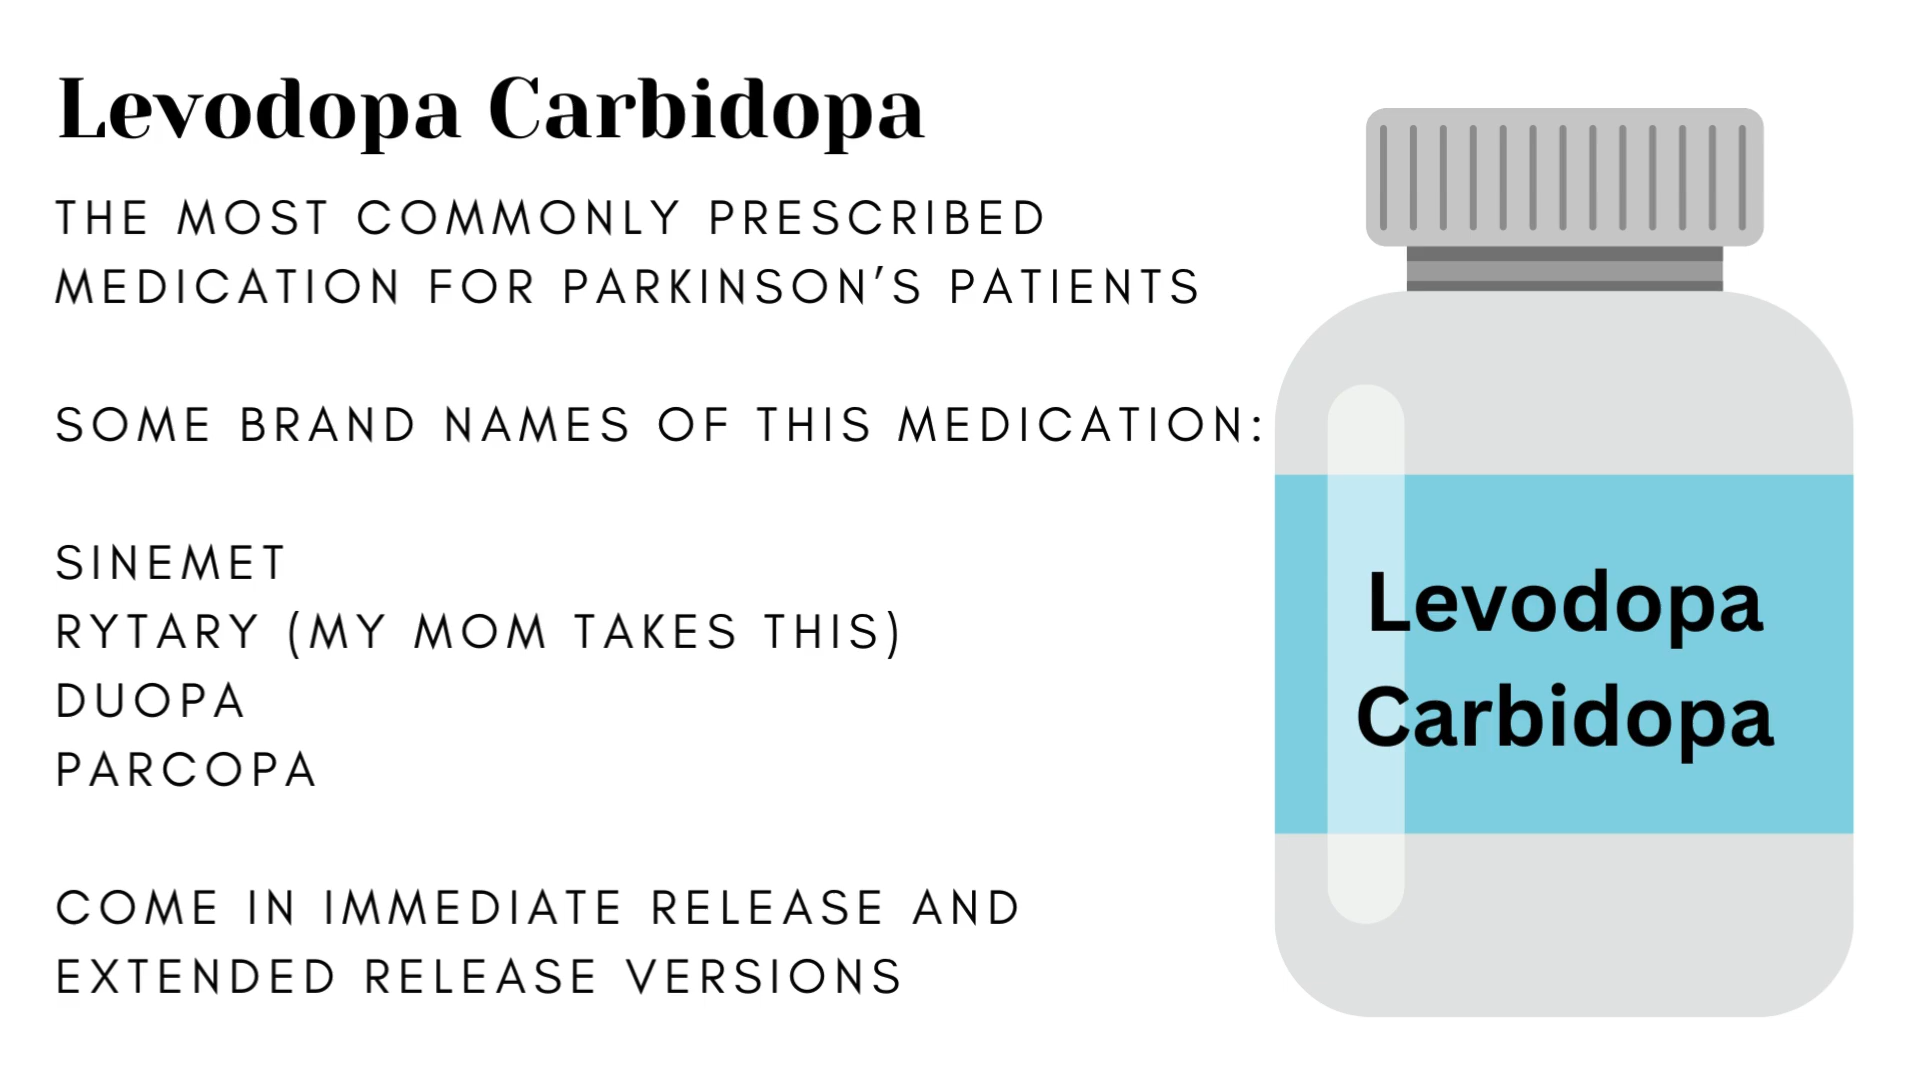 Levodopa Carbidopa
THE MOST COMMONLY PRESCRIBED
MEDICATION FOR PARKINSON’S PATIENTS
SOME BRAND NAMES OF THIS MEDICATION:
SINEMET
RYTARY (MY MOM TAKES THIS)
DUOPA
PARCOPA
COME IN IMMEDIATE RELEASE AND
EXTENDED RELEASE VERSIONS
Levodopa
Carbidopa